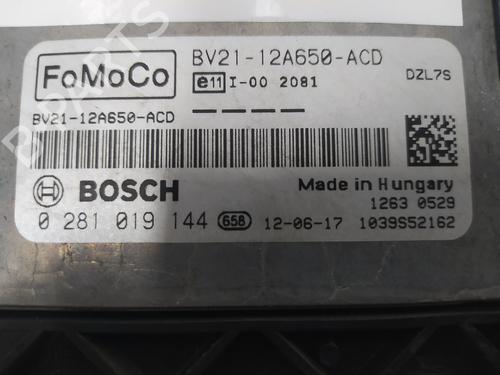 FoMoCo
BV21-12A650-ACD
e11 I-00 2081
DZL7S
BV21-12A650-ACD
BOSCH
Made in Hungary
1263 0529
0 281 019 144 658 12-06-17 1039S52162